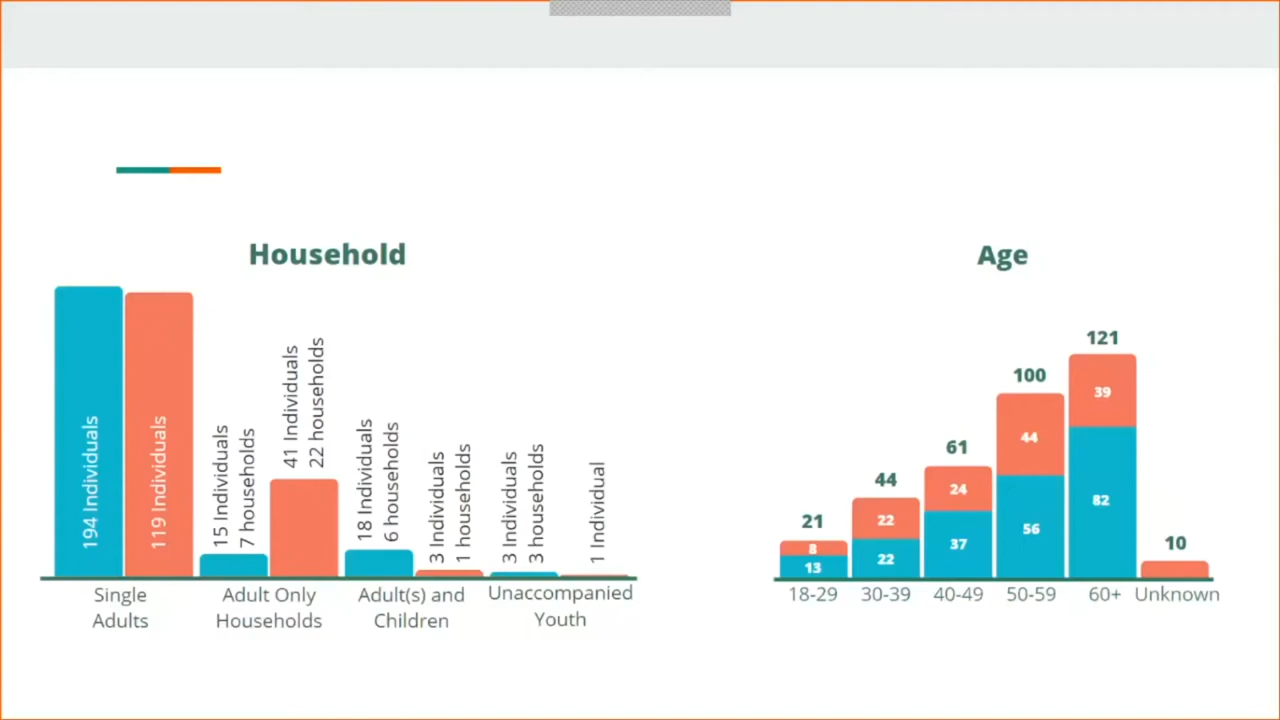 Household
194 Individuals
119 Individuals
15 Individuals
7 households
41 Individuals
22 households
18 Individuals
6 households
3 Individuals
1 households
3 Individuals
3 households
1 Individual
Single
Adults
Adult Only
Households
Adult(s) and
Children
Unaccompanied
Youth
Age
21
8
13
44
22
22
61
24
37
100
44
56
121
39
82
10
18-29
30-39
40-49
50-59
60+
Unknown